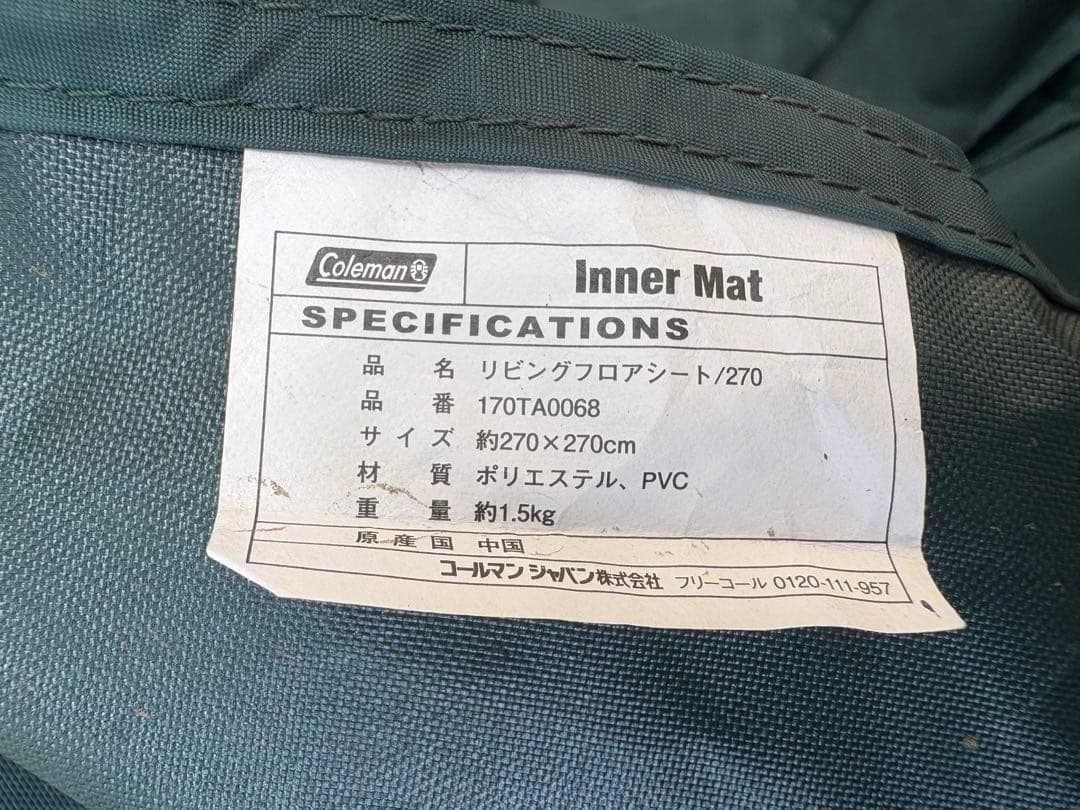 Coleman
Inner Mat
SPECIFICATIONS
品 名 リビングフロアシート/270
品 番 170TA0068
サイズ 約270×270cm
材 質 ポリエステル、PVC
重 量 約1.5kg
原産国 中国
コールマン ジャパン株式会社 フリーコール 0120-111-957